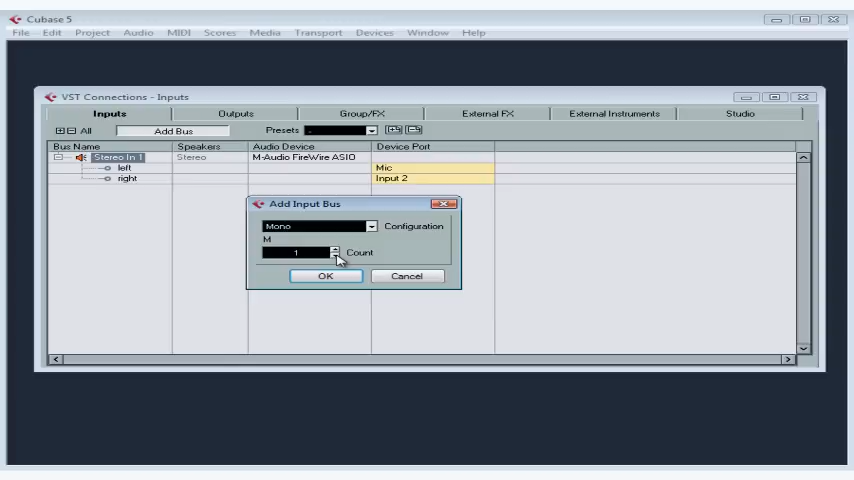 Cubase 5
File Edit Project Audio MIDI Scores Media Transport Devices Window Help
VST Connections - Inputs
Inputs Outputs Group/FX External FX External Instruments Studio
All Add Bus Presets -
Bus Name Speakers Audio Device Device Port
Stereo In 1 Stereo M-Audio FireWire ASIO
left Mic
right Input 2
Add Input Bus
Mono Configuration
M
1 Count
OK Cancel